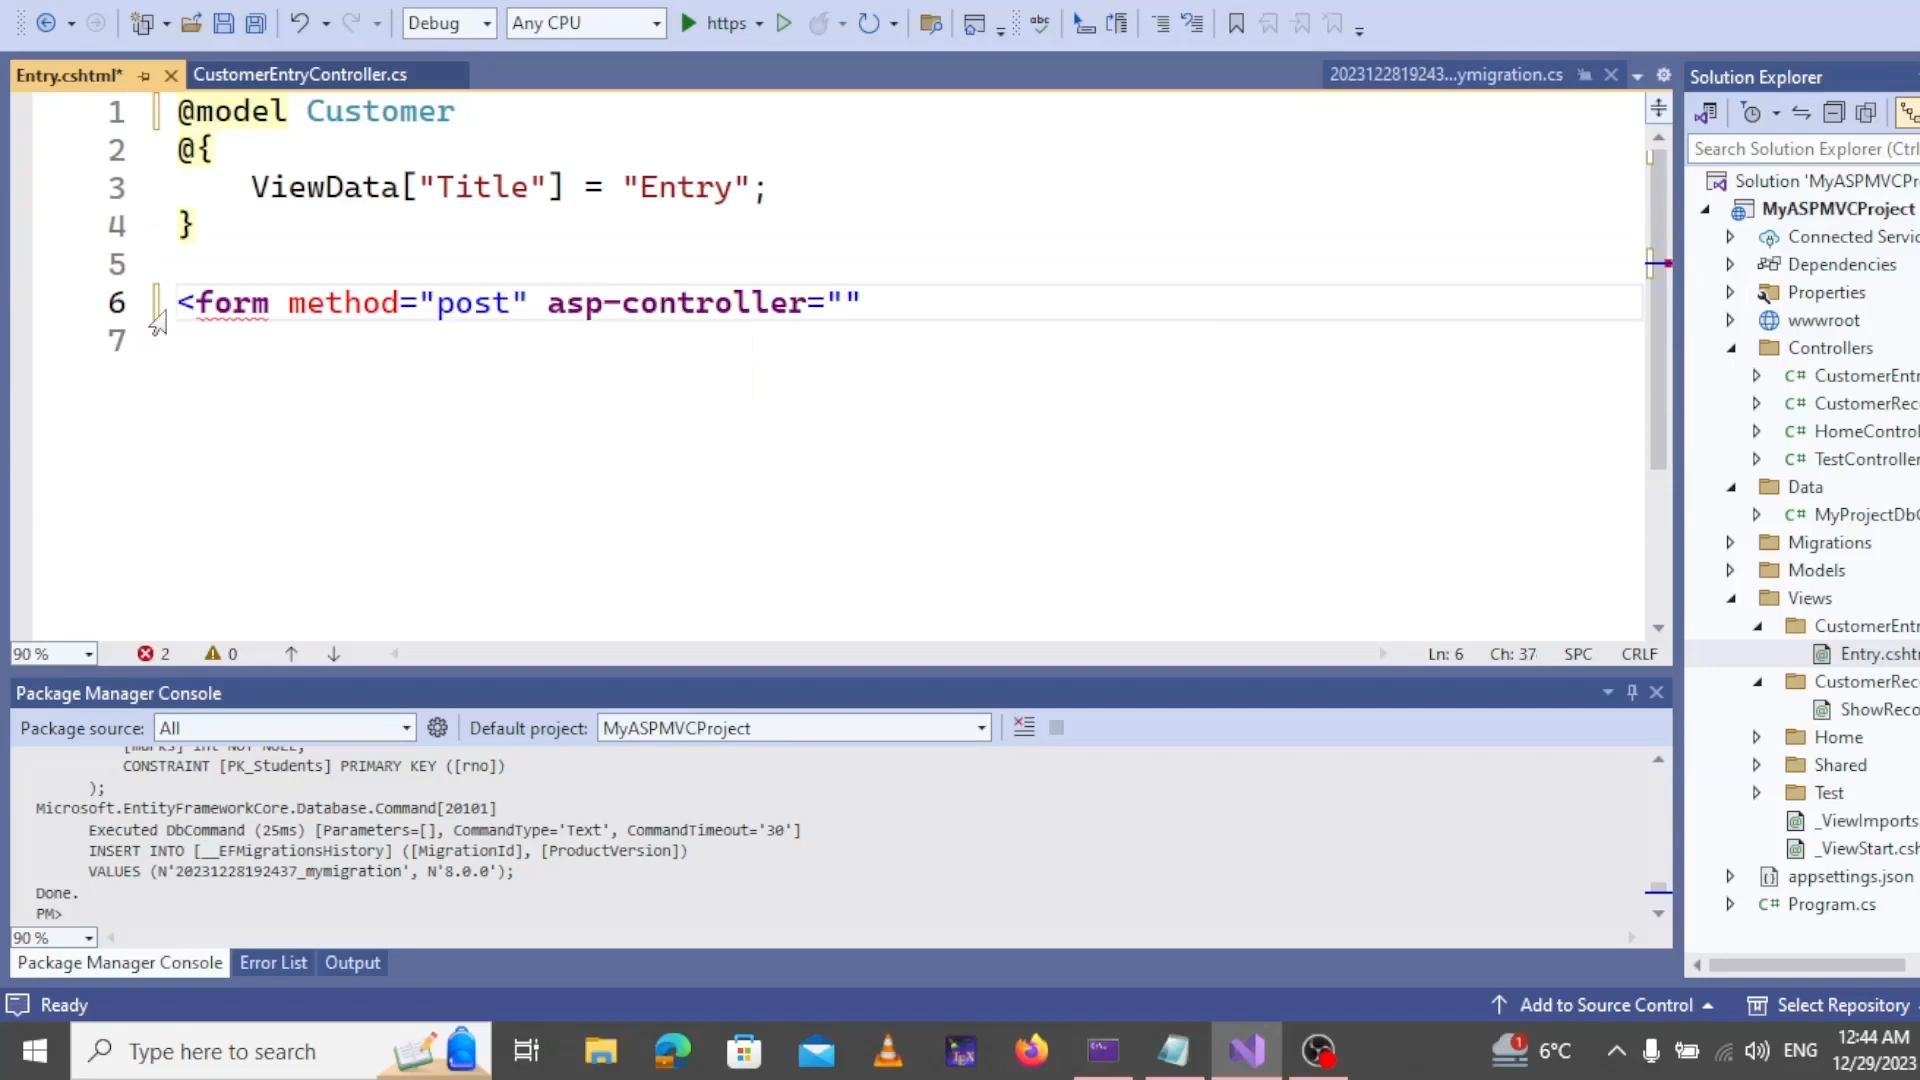 Debug
Any CPU
https
abc
Entry.cshtml*
CustomerEntryController.cs
2023122819243...ymigration.cs
1 @model Customer
2 @{
3 ViewData["Title"] = "Entry";
4 }
5
6 <form method="post" asp-controller=""
7
90 %
2
0
Ln: 6
Ch: 37
SPC
CRLF
Package Manager Console
Package source: All
Default project: MyASPMVCProject
[marks] int NOT NULL,
CONSTRAINT [PK_Students] PRIMARY KEY ([rno])
);
Microsoft.EntityFrameworkCore.Database.Command[20101]
Executed DbCommand (25ms) [Parameters=[], CommandType='Text', CommandTimeout='30']
INSERT INTO [__EFMigrationsHistory] ([MigrationId], [ProductVersion])
VALUES (N'20231228192437_mymigration', N'8.0.0');
Done.
PM>
90 %
Package Manager Console
Error List
Output
Solution Explorer
Search Solution Explorer (Ctrl
Solution 'MyASPMVCPr
MyASPMVCProject
Connected Servic
Dependencies
Properties
wwwroot
Controllers
C# CustomerEntr
C# CustomerRec
C# HomeControl
C# TestController
Data
C# MyProjectDb
Migrations
Models
Views
CustomerEntr
Entry.csht
CustomerRec
ShowReco
Home
Shared
Test
_ViewImports
_ViewStart.csh
appsettings.json
C# Program.cs
Ready
Add to Source Control
Select Repository
Type here to search
TEX
1
6°C
ENG
12:44 AM
12/29/2023